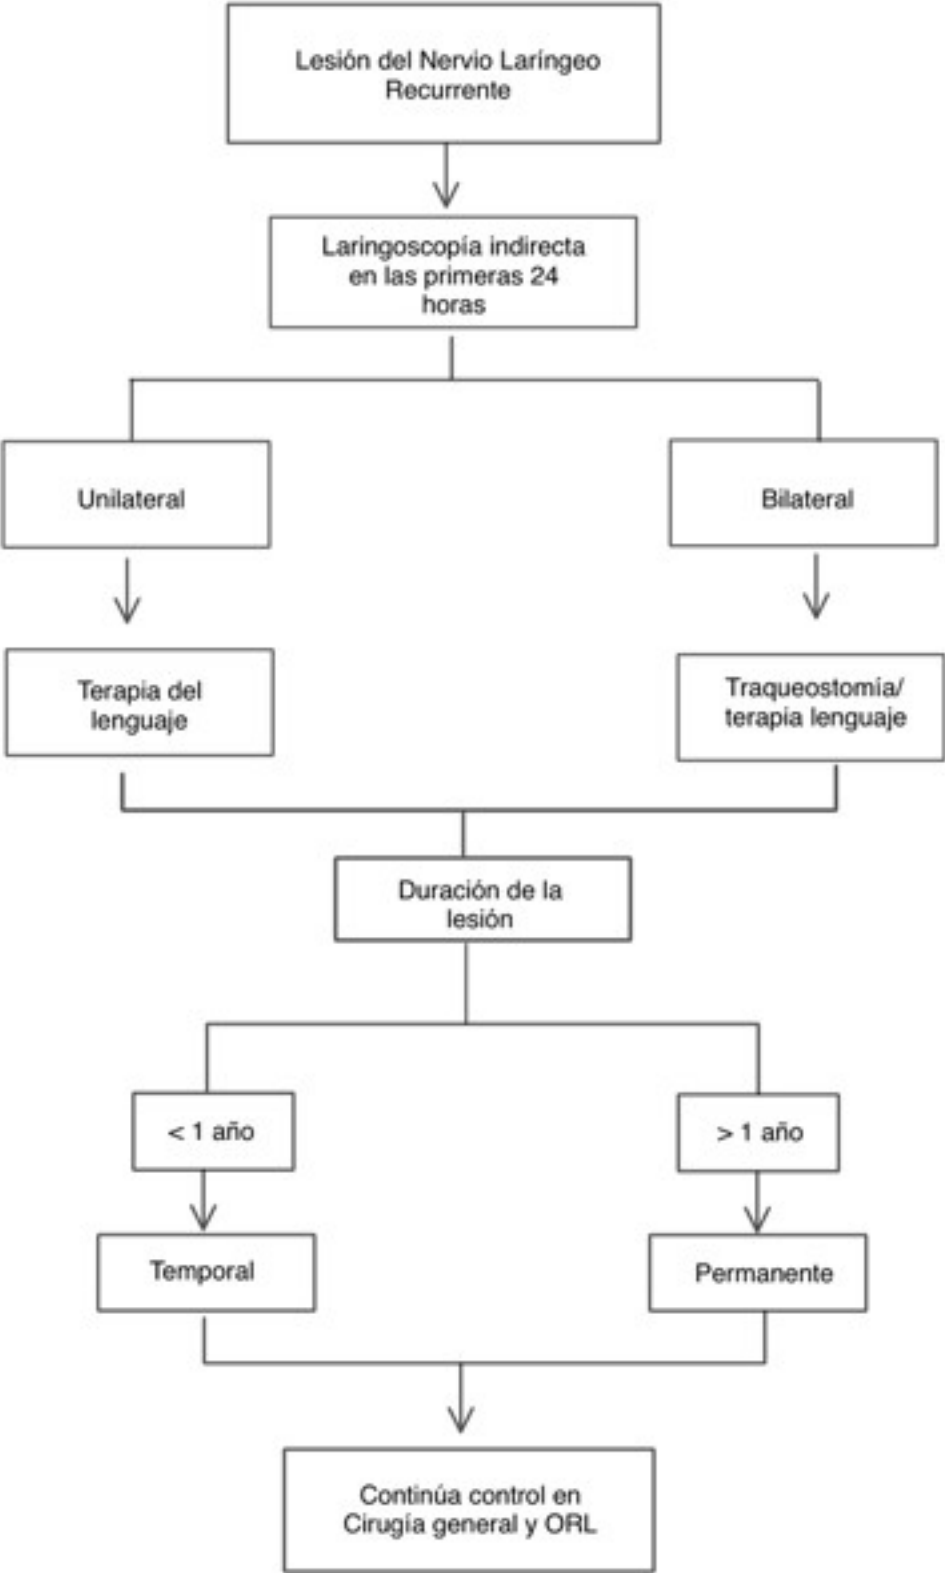 Lesión del Nervio Laríngeo
Recurrente
Laringoscopía indirecta
en las primeras 24
horas
Unilateral
Bilateral
Terapia del
lenguaje
Traqueostomía/
terapia lenguaje
Duración de la
lesión
< 1 año
> 1 año
Temporal
Permanente
Continúa control en
Cirugía general y ORL